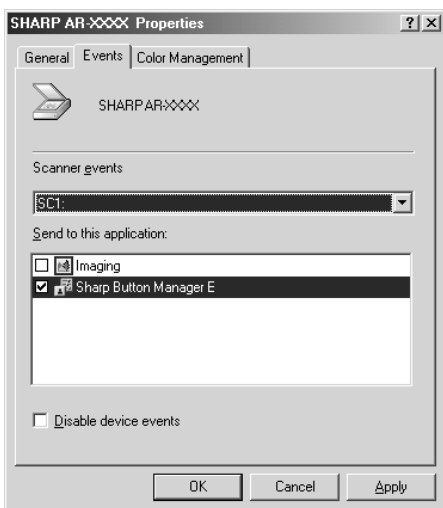 SHARP AR-XXXX Properties
General Events Color Management
SHARP AR-XXXX
Scanner events
SC1:
Send to this application:
Imaging
Sharp Button Manager E
Disable device events
OK Cancel Apply